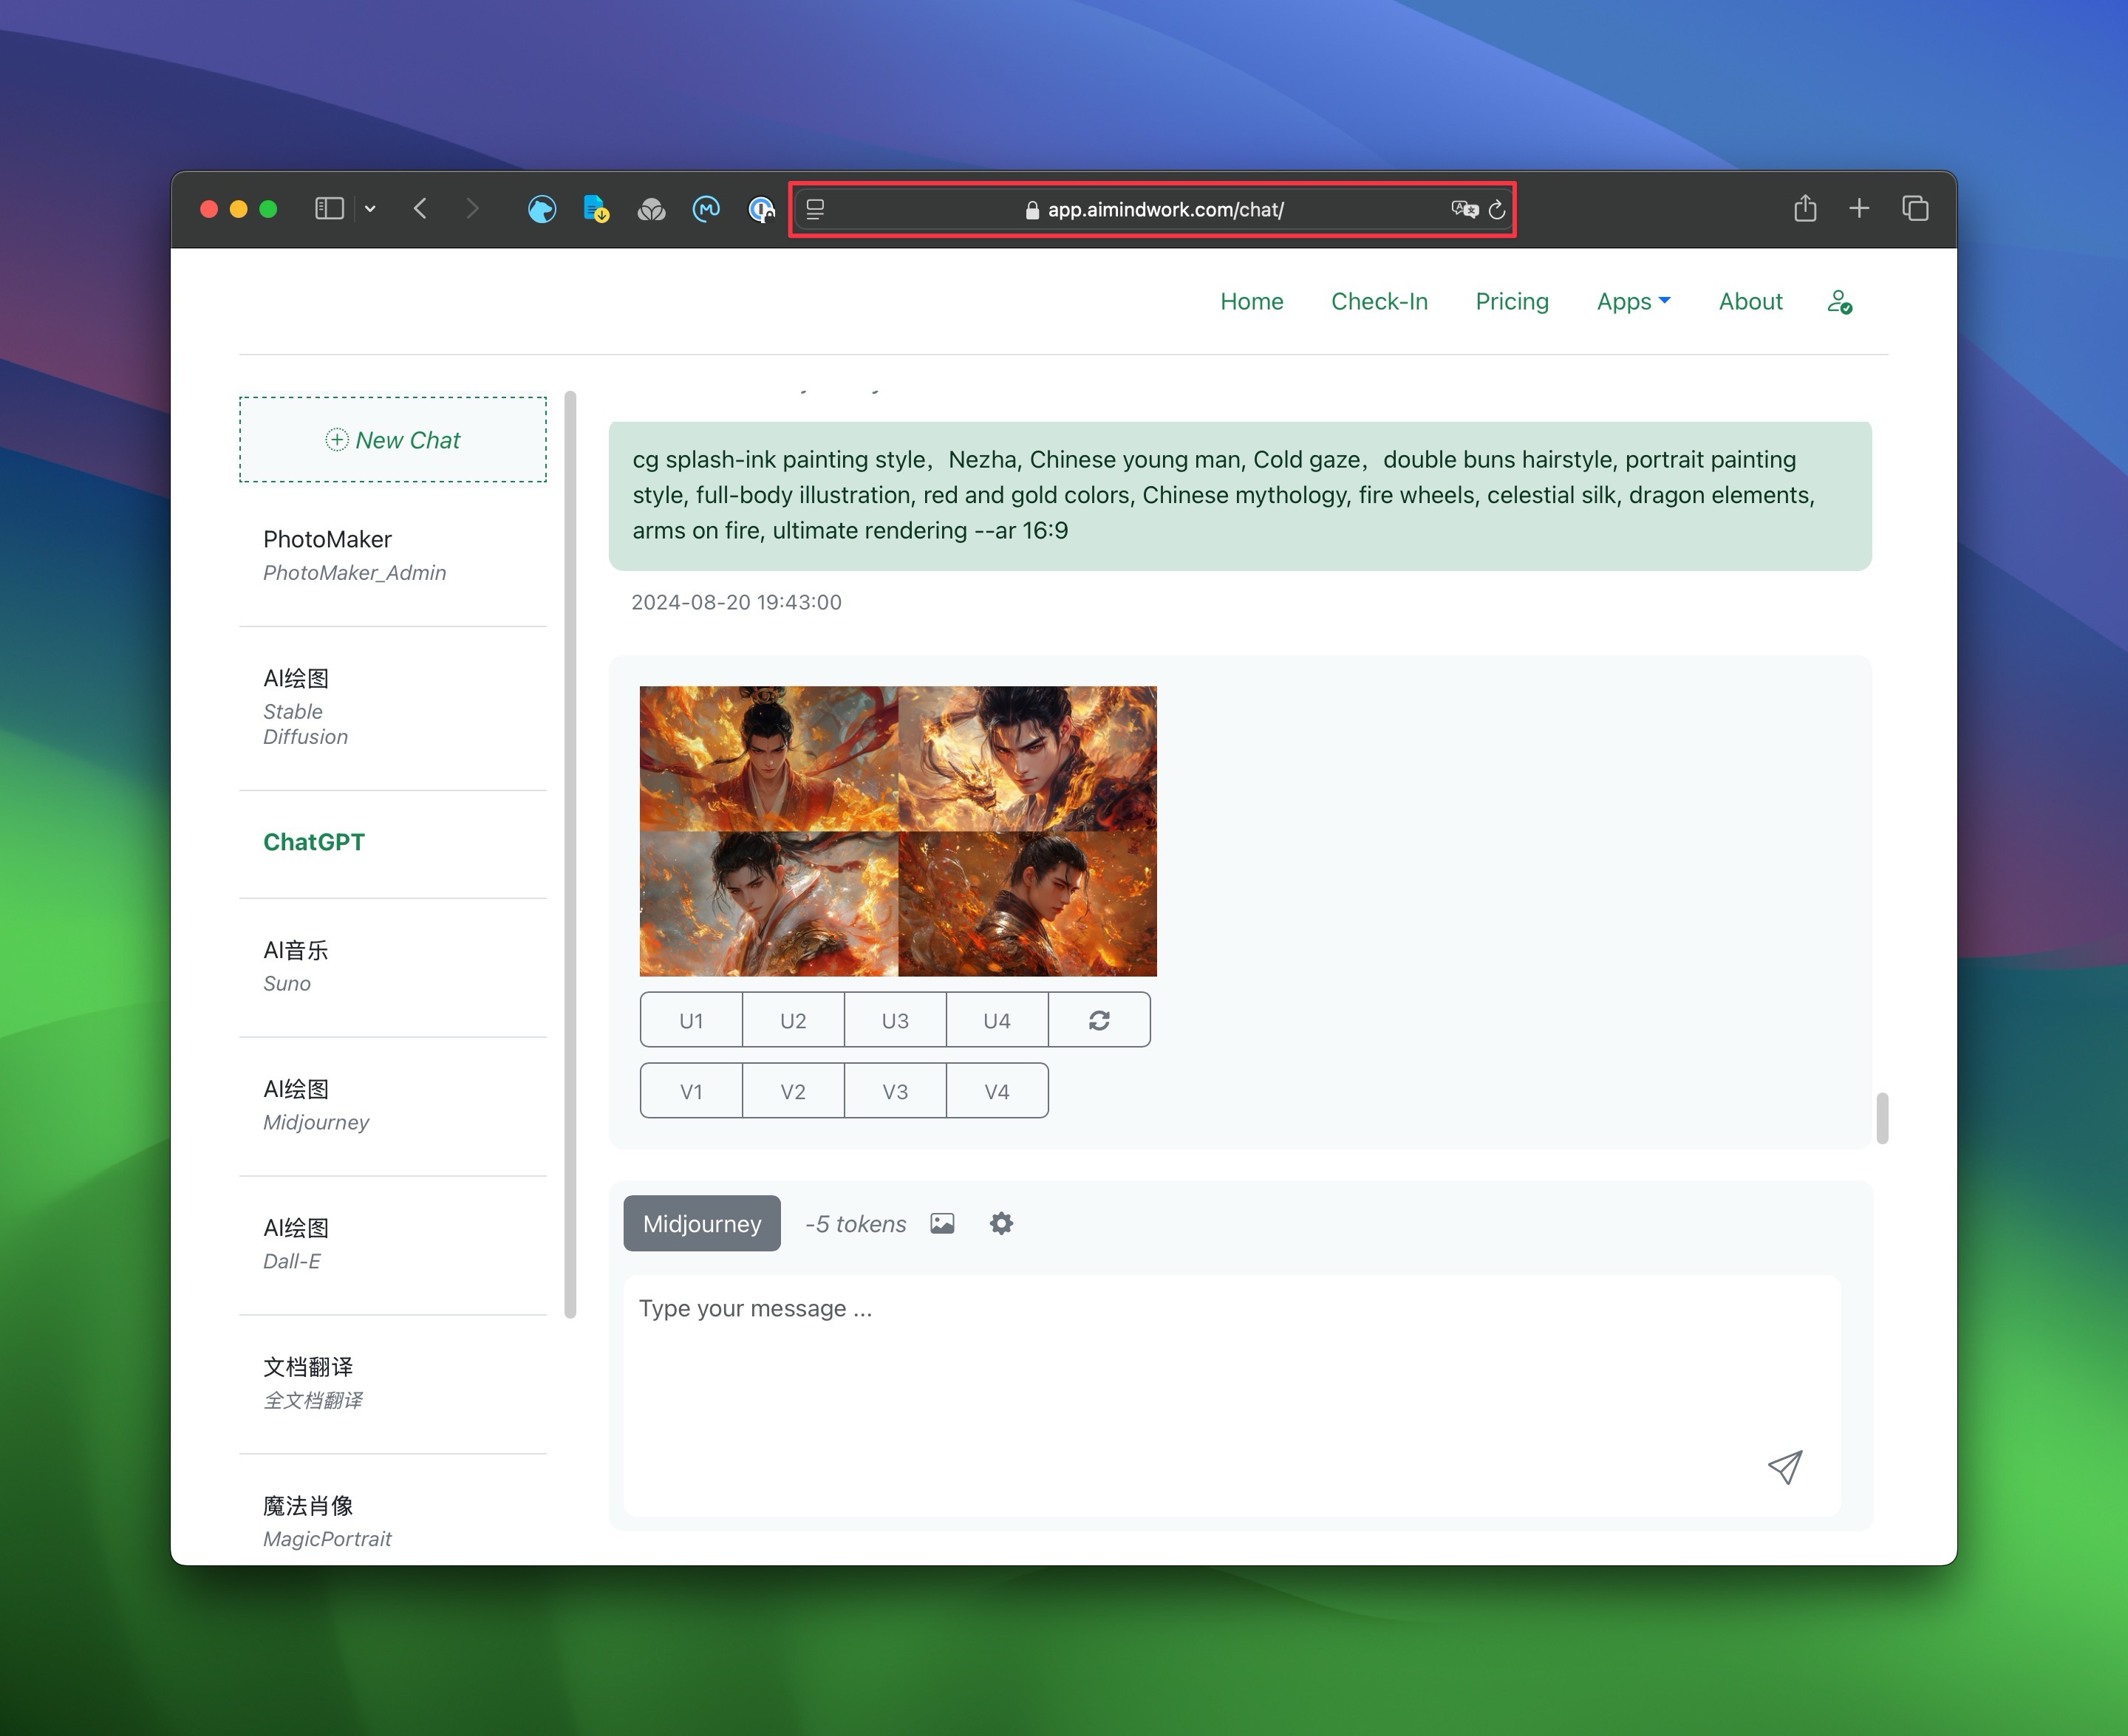 app.aimindwork.com/chat/
Home
Check-In
Pricing
Apps
About
New Chat
PhotoMaker
PhotoMaker_Admin
AI绘图
Stable
Diffusion
ChatGPT
AI音乐
Suno
AI绘图
Midjourney
AI绘图
Dall-E
文档翻译
全文档翻译
魔法肖像
MagicPortrait
cg splash-ink painting style，Nezha, Chinese young man, Cold gaze，double buns hairstyle, portrait painting
style, full-body illustration, red and gold colors, Chinese mythology, fire wheels, celestial silk, dragon elements,
arms on fire, ultimate rendering --ar 16:9
2024-08-20 19:43:00
U1
U2
U3
U4
V1
V2
V3
V4
Midjourney
-5 tokens
Type your message ...